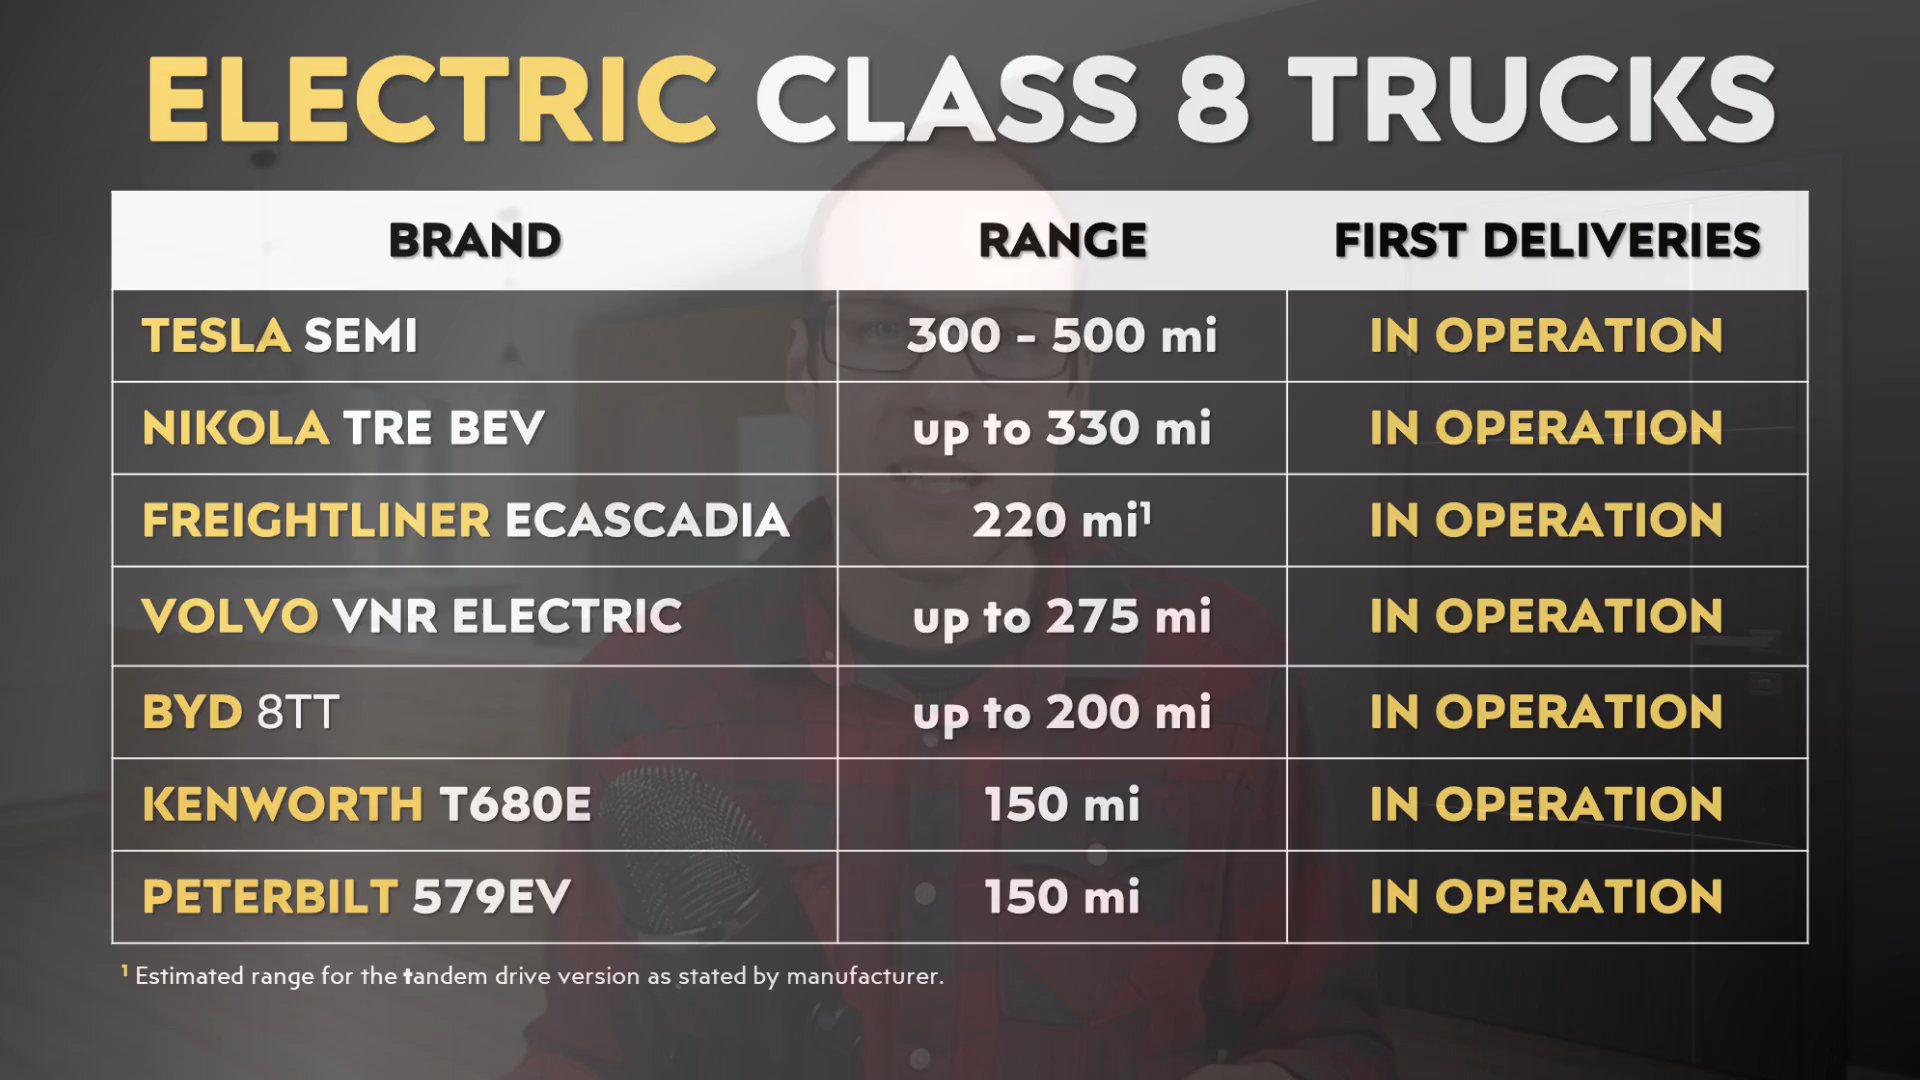 ELECTRIC CLASS 8 TRUCKS
BRAND RANGE FIRST DELIVERIES
TESLA SEMI 300 - 500 mi IN OPERATION
NIKOLA TRE BEV up to 330 mi IN OPERATION
FREIGHTLINER ECASCADIA 220 mi¹ IN OPERATION
VOLVO VNR ELECTRIC up to 275 mi IN OPERATION
BYD 8TT up to 200 mi IN OPERATION
KENWORTH T680E 150 mi IN OPERATION
PETERBILT 579EV 150 mi IN OPERATION
¹ Estimated range for the tandem drive version as stated by manufacturer.